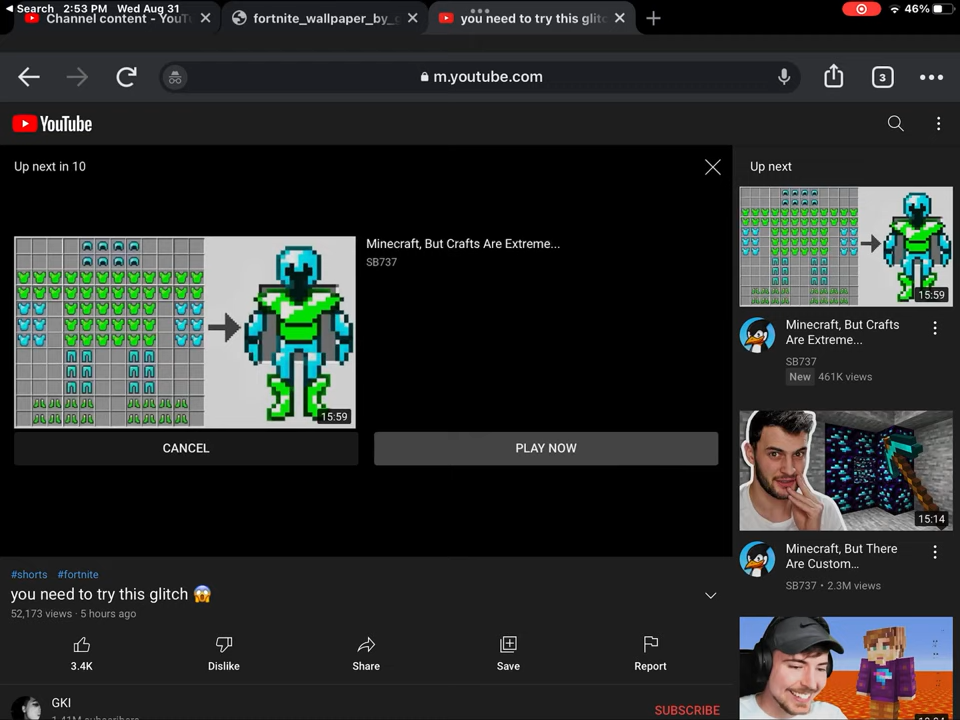 Search 2:53 PM Wed Aug 31 46%
Channel content - YouTu
fortnite_wallpaper_by_g
you need to try this glitc
m.youtube.com
3
YouTube
Up next in 10
Minecraft, But Crafts Are Extreme...
SB737
15:59
CANCEL
PLAY NOW
#shorts #fortnite
you need to try this glitch 😱
52,173 views · 5 hours ago
3.4K
Dislike
Share
Save
Report
GKI
1.41M subscribers
SUBSCRIBE
Up next
15:59
Minecraft, But Crafts
Are Extreme...
SB737
New 461K views
15:14
Minecraft, But There
Are Custom...
SB737 • 2.3M views